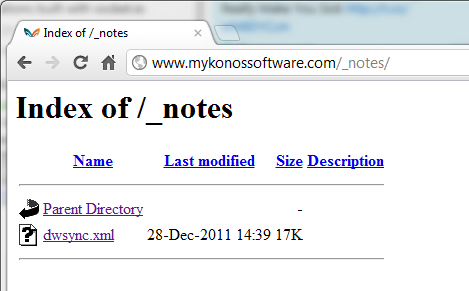 Index of /_notes
www.mykonossoftware.com/_notes/
Index of /_notes
Name Last modified Size Description
Parent Directory -
dwsync.xml 28-Dec-2011 14:39 17K